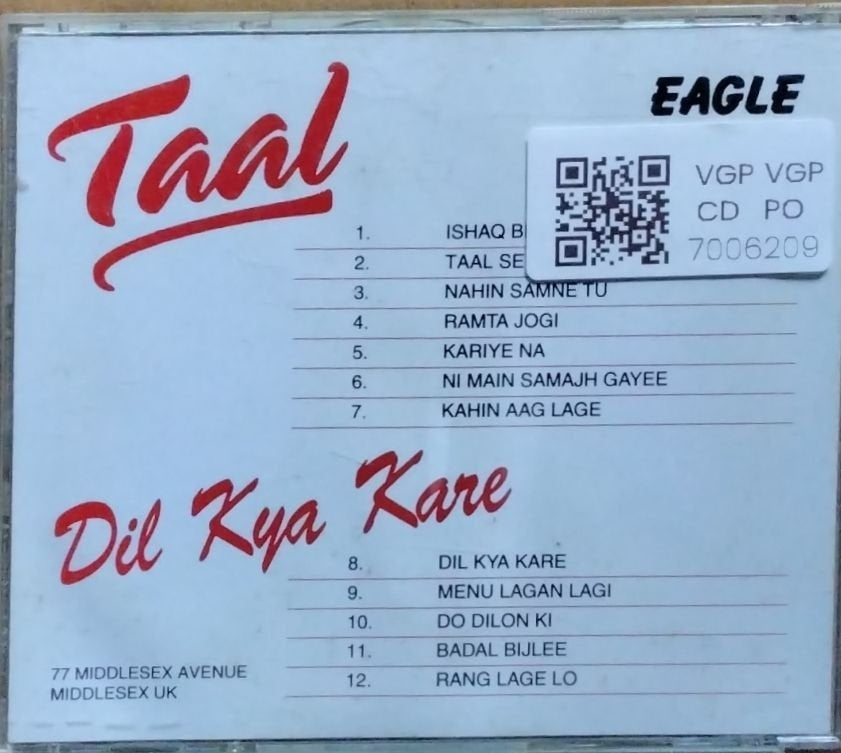 Taal
EAGLE
VGP VGP
CD PO
7006209
1. ISHAQ
2. TAAL SE
3. NAHIN SAMNE TU
4. RAMTA JOGI
5. KARIYE NA
6. NI MAIN SAMAJH GAYEE
7. KAHIN AAG LAGE
Dil Kya Kare
8. DIL KYA KARE
9. MENU LAGAN LAGI
10. DO DILON KI
11. BADAL BIJLEE
12. RANG LAGE LO
77 MIDDLESEX AVENUE
MIDDLESEX UK